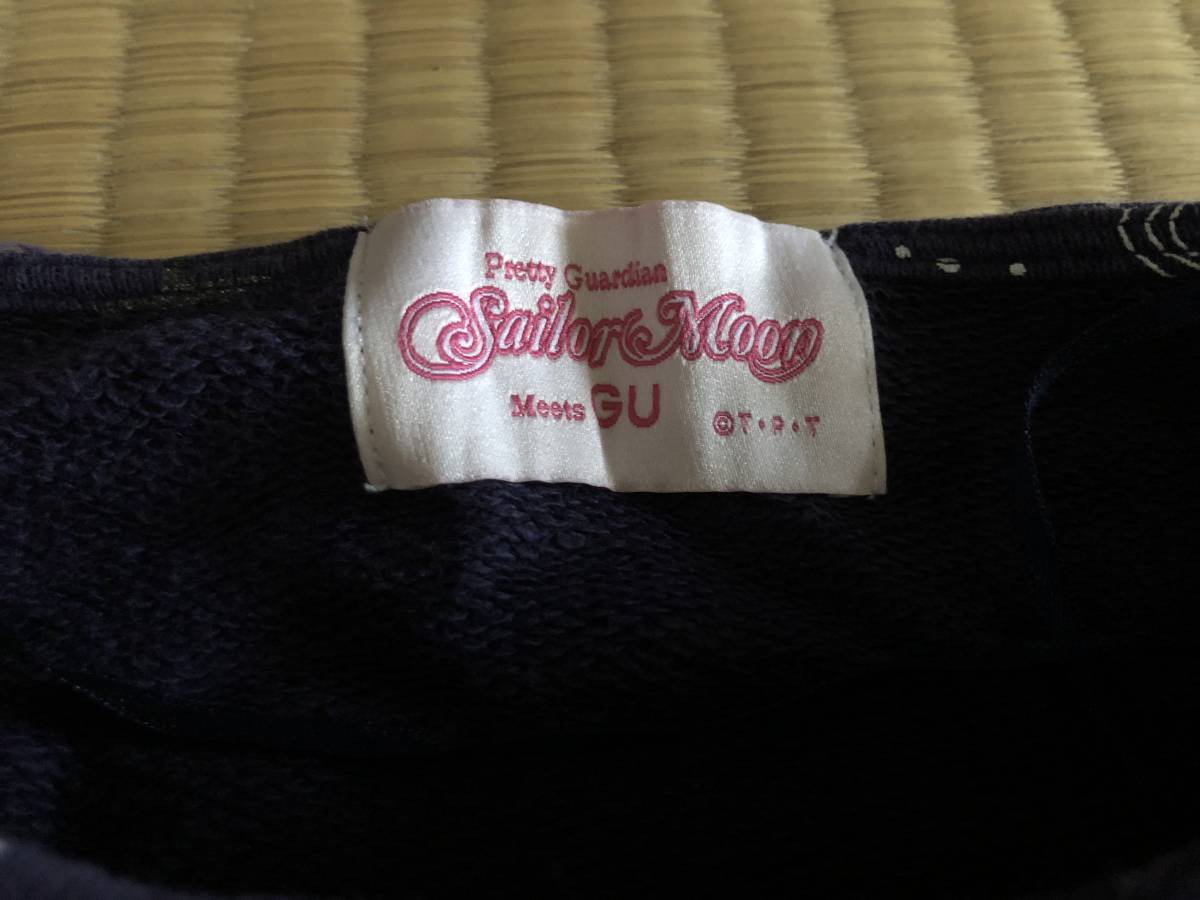 Pretty Guardian
Sailor Moon
Meets GU
©T・P・T